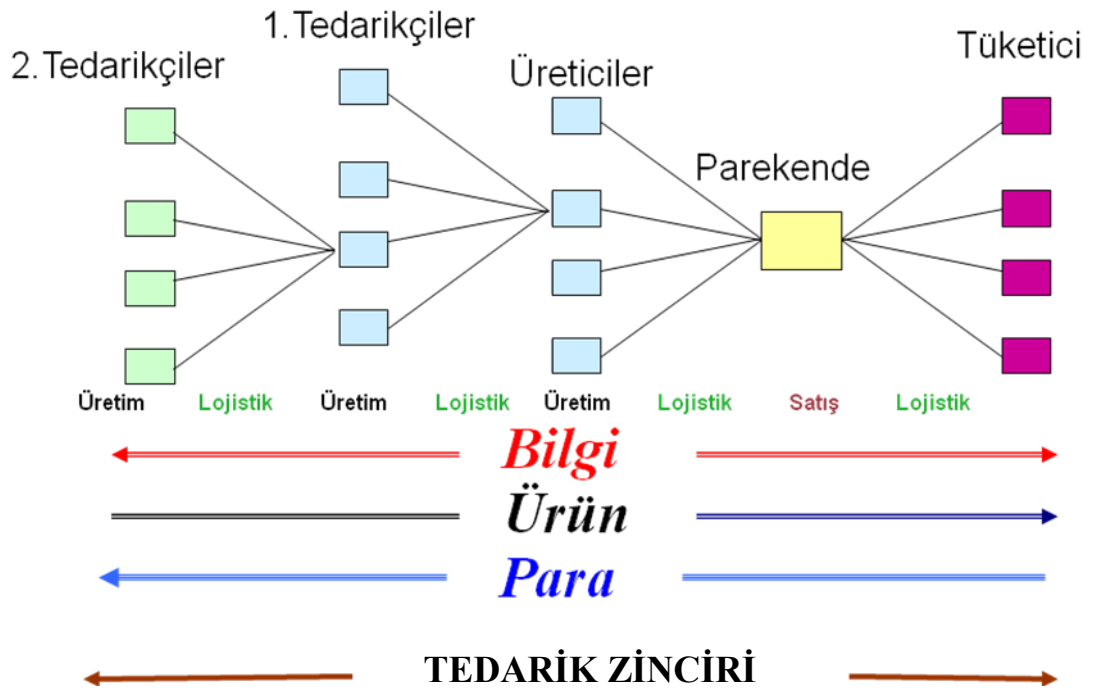 1.Tedarikçiler
2.Tedarikçiler
Üreticiler
Tüketici
Parekende
Üretim Lojistik Üretim Lojistik Üretim Lojistik Satış Lojistik
Bilgi
Ürün
Para
TEDARİK ZİNCİRİ